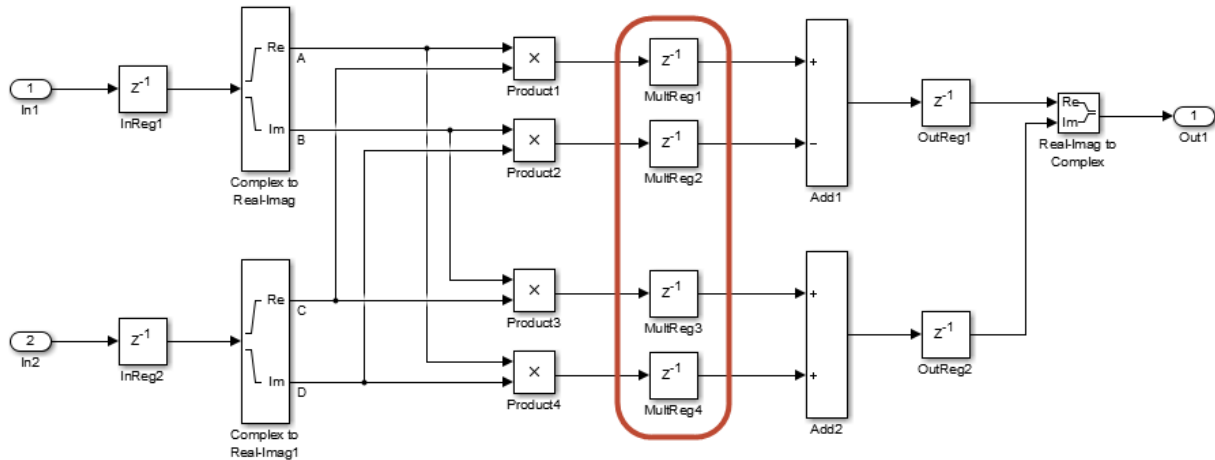 1
In1
z-1
InReg1
Re
Im
Complex to
Real-Imag
A
B
×
Product1
×
Product2
z-1
MultReg1
z-1
MultReg2
+
−
Add1
z-1
OutReg1
Re
Im
Real-Imag to
Complex
1
Out1
2
In2
z-1
InReg2
Re
Im
Complex to
Real-Imag1
C
D
×
Product3
×
Product4
z-1
MultReg3
z-1
MultReg4
+
+
Add2
z-1
OutReg2